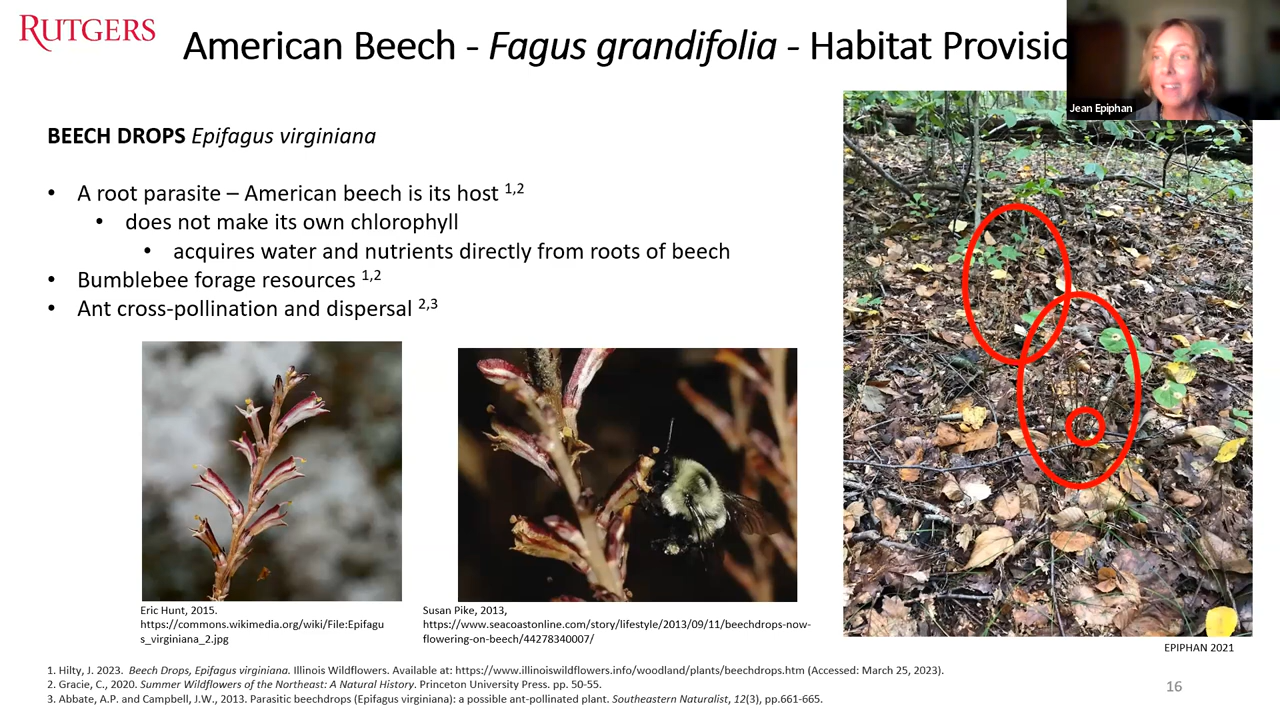 RUTGERS
American Beech - Fagus grandifolia - Habitat Provisio
Jean Epiphan
BEECH DROPS Epifagus virginiana
• A root parasite – American beech is its host 1,2
• does not make its own chlorophyll
• acquires water and nutrients directly from roots of beech
• Bumblebee forage resources 1,2
• Ant cross-pollination and dispersal 2,3
Eric Hunt, 2015.
https://commons.wikimedia.org/wiki/File:Epifagu
s_virginiana_2.jpg
Susan Pike, 2013,
https://www.seacoastonline.com/story/lifestyle/2013/09/11/beechdrops-now-
flowering-on-beech/44278340007/
EPIPHAN 2021
1. Hilty, J. 2023. Beech Drops, Epifagus virginiana. Illinois Wildflowers. Available at: https://www.illinoiswildflowers.info/woodland/plants/beechdrops.htm (Accessed: March 25, 2023).
2. Gracie, C., 2020. Summer Wildflowers of the Northeast: A Natural History. Princeton University Press. pp. 50-55.
3. Abbate, A.P. and Campbell, J.W., 2013. Parasitic beechdrops (Epifagus virginiana): a possible ant-pollinated plant. Southeastern Naturalist, 12(3), pp.661-665.
16